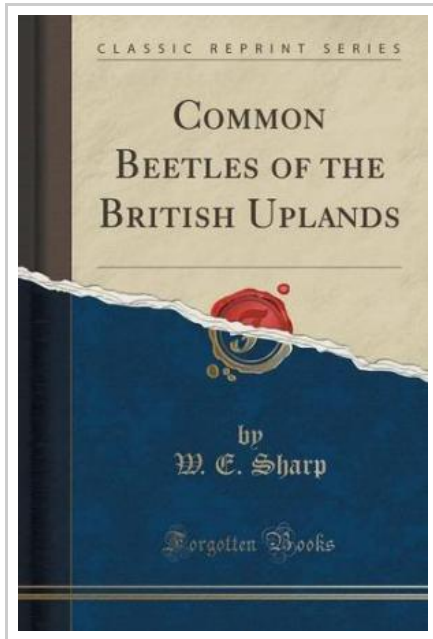 CLASSIC REPRINT SERIES
COMMON
BEETLES OF THE
BRITISH UPLANDS
by
W. E. Sharp
Forgotten Books